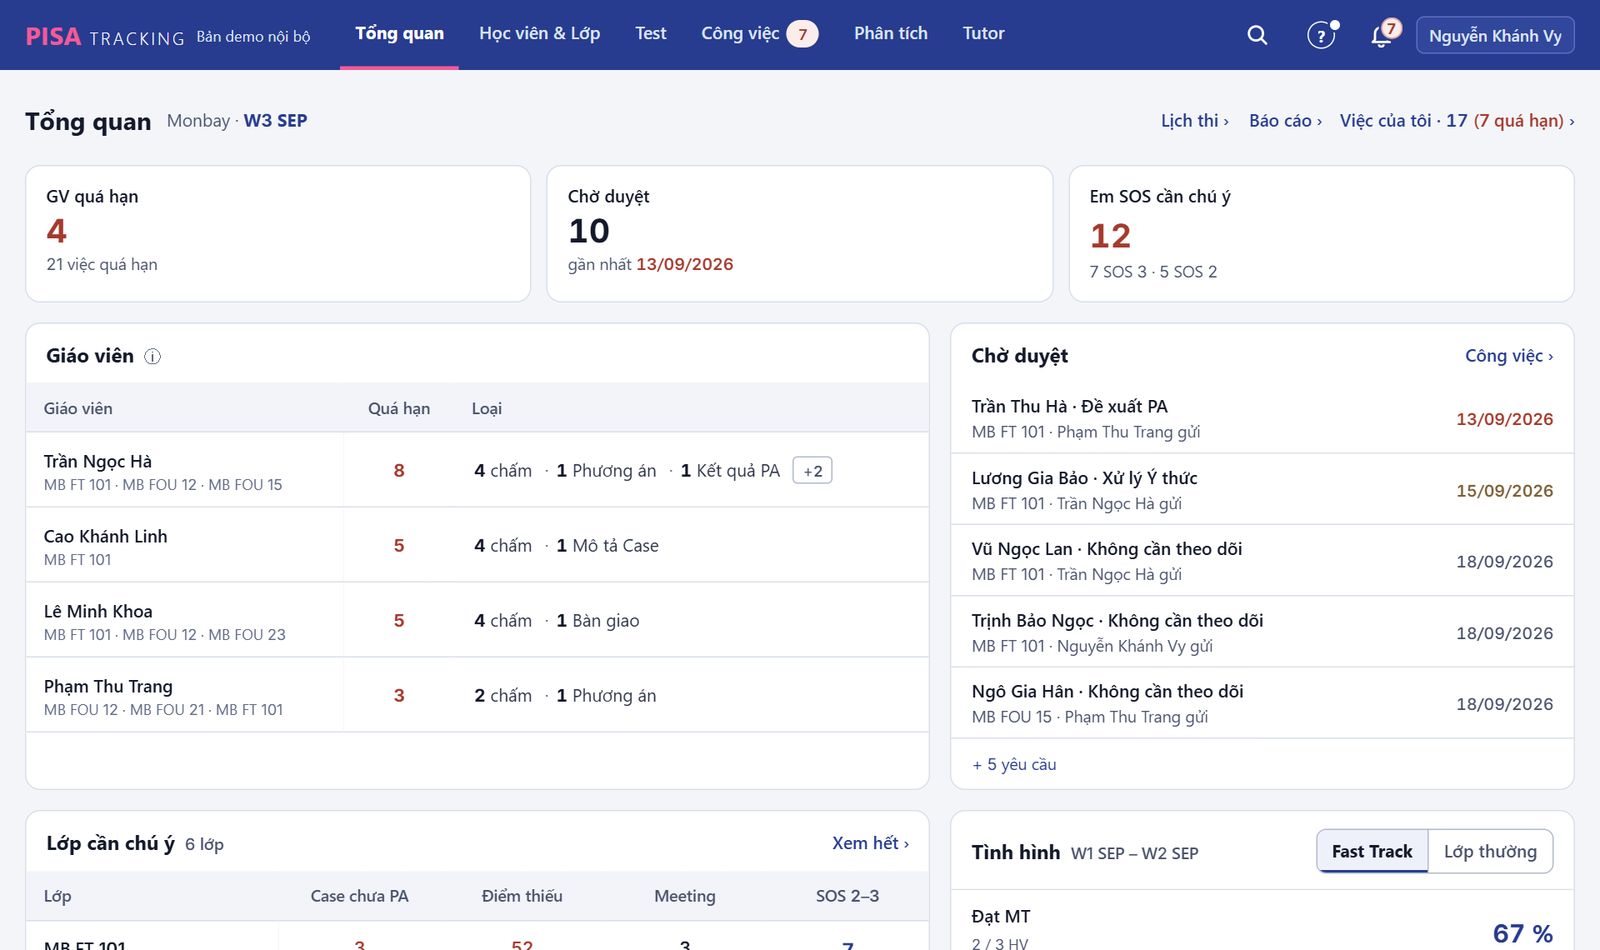 PISA TRACKING Bản demo nội bộ Tổng quan Học viên & Lớp Test Công việc 7 Phân tích Tutor ? 7 Nguyễn Khánh Vy
Tổng quan Monbay · W3 SEP Lịch thi › Báo cáo › Việc của tôi · 17 (7 quá hạn) ›
GV quá hạn
4
21 việc quá hạn
Chờ duyệt
10
gần nhất 13/09/2026
Em SOS cần chú ý
12
7 SOS 3 · 5 SOS 2
Giáo viên
Giáo viên Quá hạn Loại
Trần Ngọc Hà
MB FT 101 · MB FOU 12 · MB FOU 15
8 4 chấm · 1 Phương án · 1 Kết quả PA +2
Cao Khánh Linh
MB FT 101
5 4 chấm · 1 Mô tả Case
Lê Minh Khoa
MB FT 101 · MB FOU 12 · MB FOU 23
5 4 chấm · 1 Bàn giao
Phạm Thu Trang
MB FOU 12 · MB FOU 21 · MB FT 101
3 2 chấm · 1 Phương án
Chờ duyệt Công việc ›
Trần Thu Hà · Đề xuất PA
MB FT 101 · Phạm Thu Trang gửi
13/09/2026
Lương Gia Bảo · Xử lý Ý thức
MB FT 101 · Trần Ngọc Hà gửi
15/09/2026
Vũ Ngọc Lan · Không cần theo dõi
MB FT 101 · Trần Ngọc Hà gửi
18/09/2026
Trịnh Bảo Ngọc · Không cần theo dõi
MB FT 101 · Nguyễn Khánh Vy gửi
18/09/2026
Ngô Gia Hân · Không cần theo dõi
MB FOU 15 · Phạm Thu Trang gửi
18/09/2026
+ 5 yêu cầu
Lớp cần chú ý 6 lớp Xem hết ›
Lớp Case chưa PA Điểm thiếu Meeting SOS 2–3
MB FT 101 3 52 3 7
Tình hình W1 SEP – W2 SEP Fast Track Lớp thường
Đạt MT
2 / 3 HV
67 %